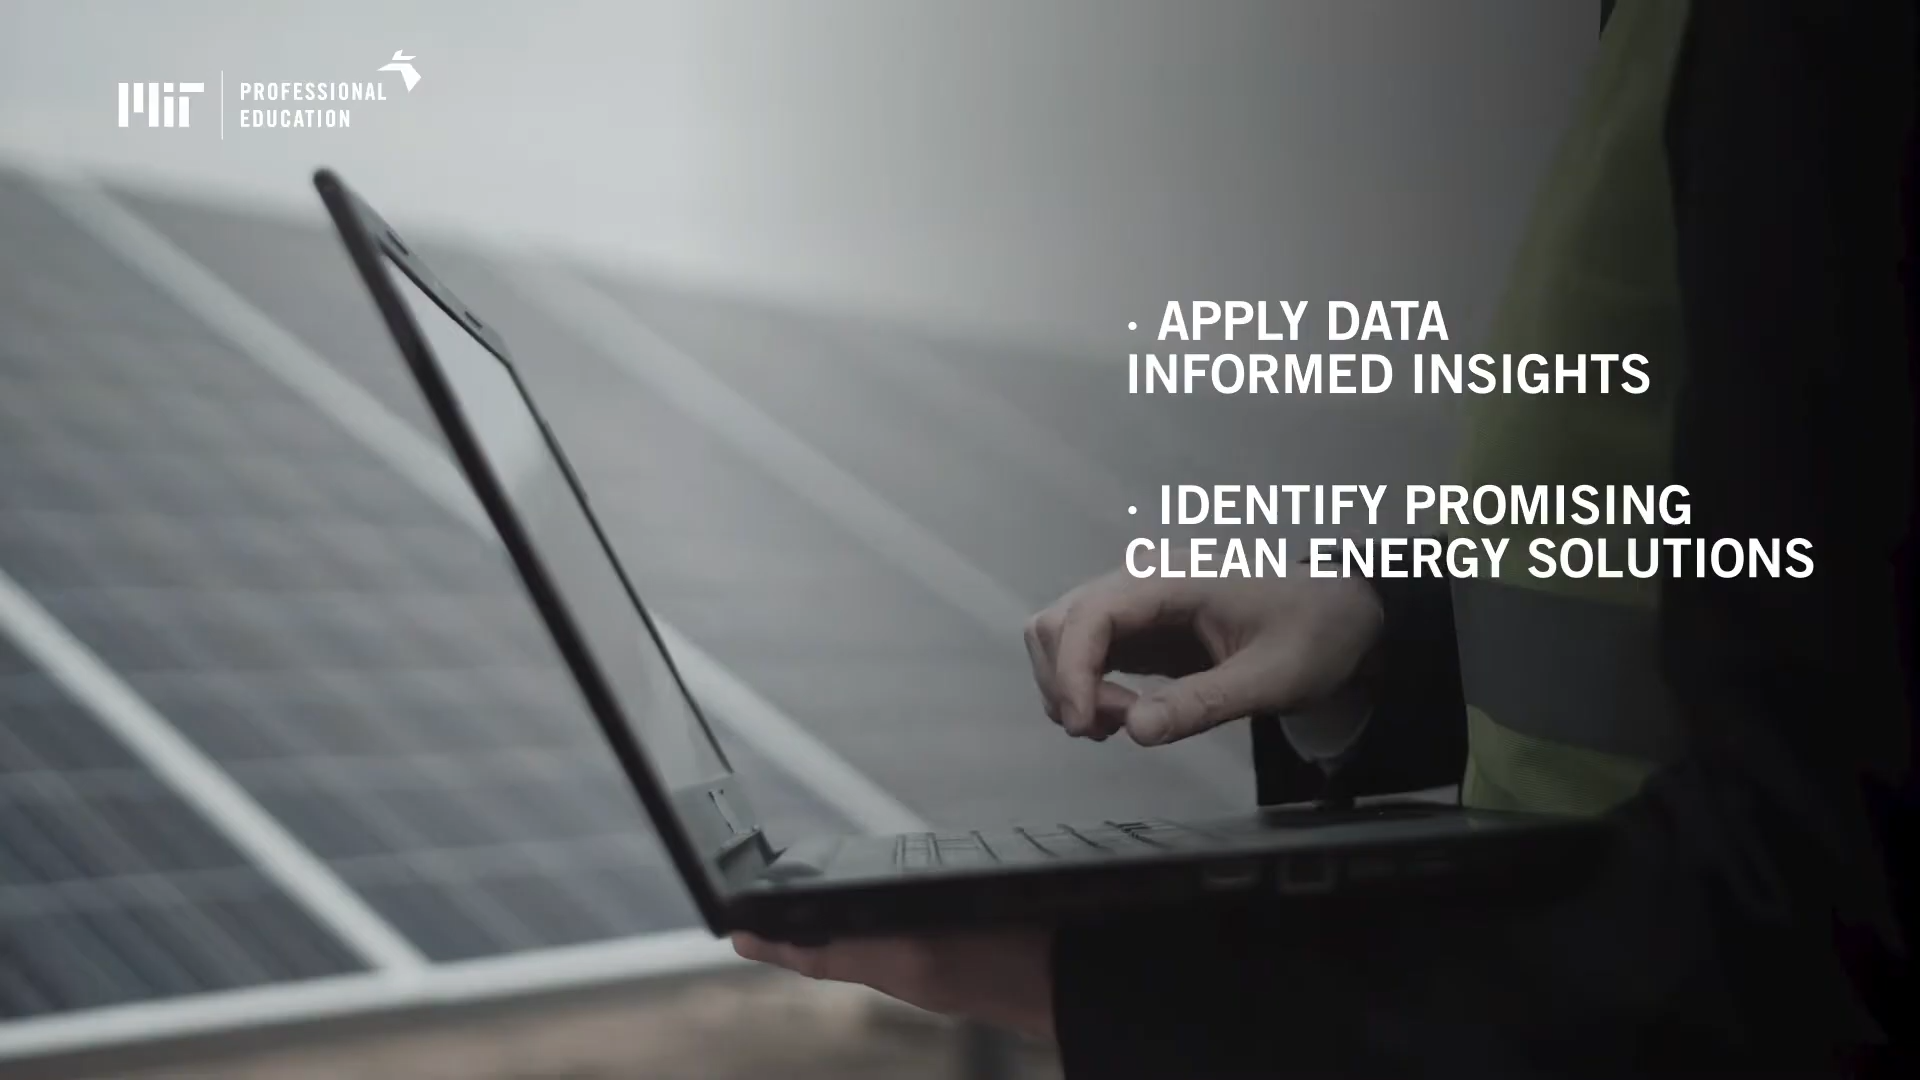 MIT
PROFESSIONAL
EDUCATION
· APPLY DATA
INFORMED INSIGHTS
· IDENTIFY PROMISING
CLEAN ENERGY SOLUTIONS